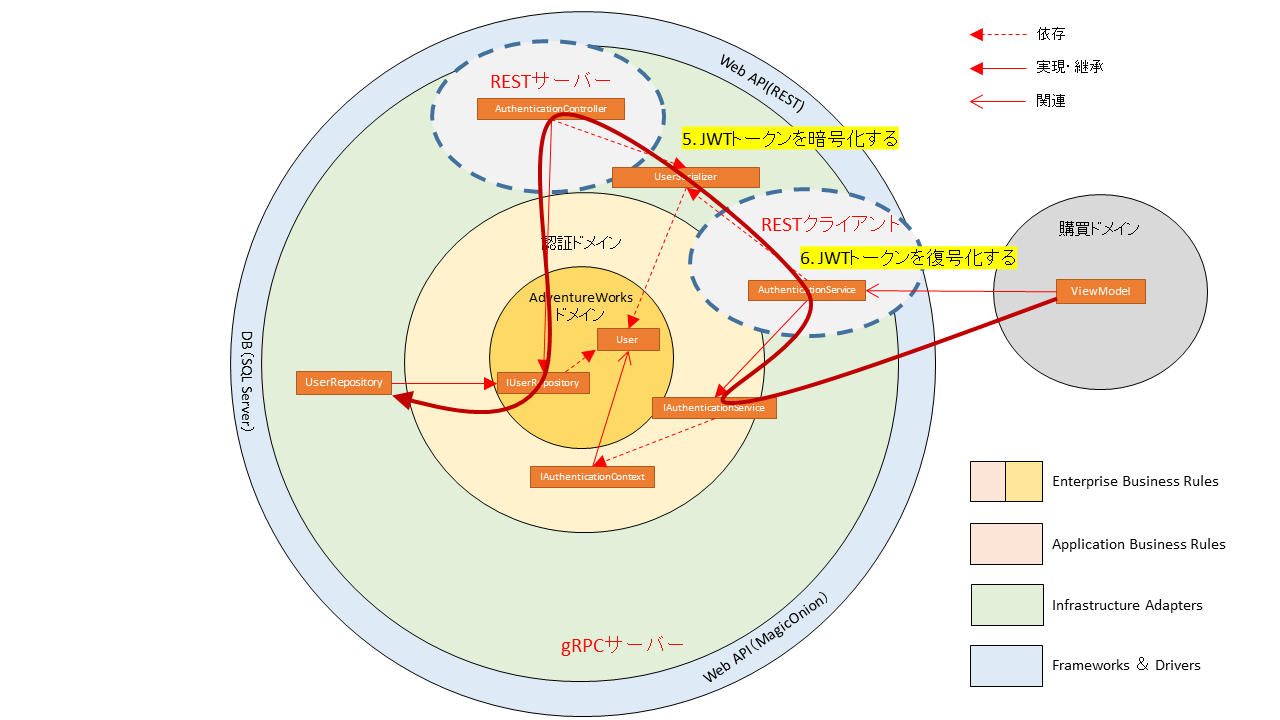 依存
実現・継承
関連
Web API(REST)
RESTサーバー
AuthenticationController
5. JWTトークンを暗号化する
UserSerializer
RESTクライアント
6. JWTトークンを復号化する
AuthenticationService
購買ドメイン
ViewModel
認証ドメイン
AdventureWorks
ドメイン
User
DB(SQL Server)
UserRepository
IUserRepository
IAuthenticationService
IAuthenticationContext
gRPCサーバー
Web API(MagicOnion)
Enterprise Business Rules
Application Business Rules
Infrastructure Adapters
Frameworks ＆ Drivers